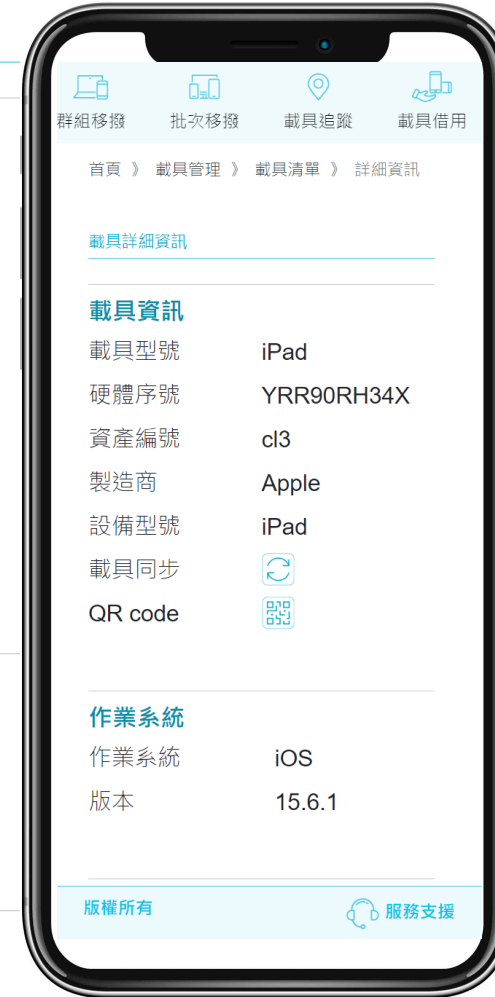 群組移撥 批次移撥 載具追蹤 載具借用
首頁 》 載具管理 》 載具清單 》 詳細資訊
載具詳細資訊
載具資訊
載具型號 iPad
硬體序號 YRR90RH34X
資產編號 cl3
製造商 Apple
設備型號 iPad
載具同步
QR code
作業系統
作業系統 iOS
版本 15.6.1
版權所有 服務支援